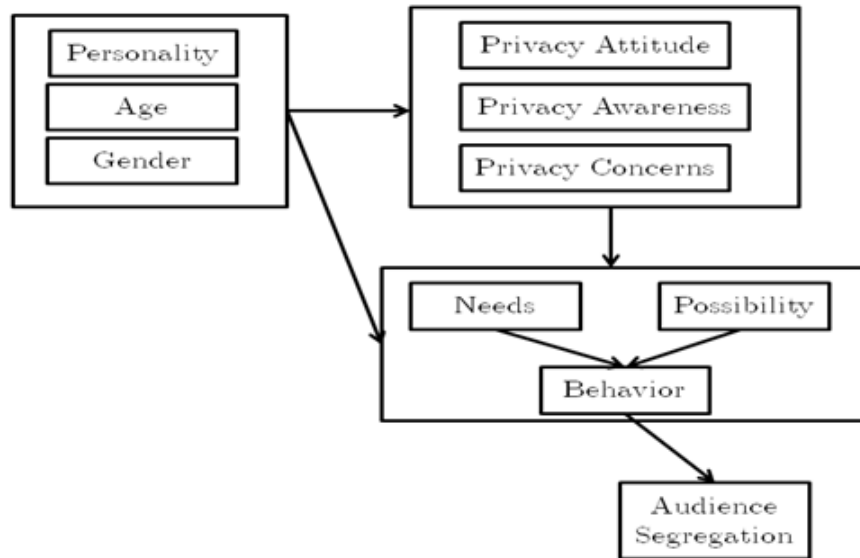 Personality
Age
Gender
Privacy Attitude
Privacy Awareness
Privacy Concerns
Needs
Possibility
Behavior
Audience
Segregation